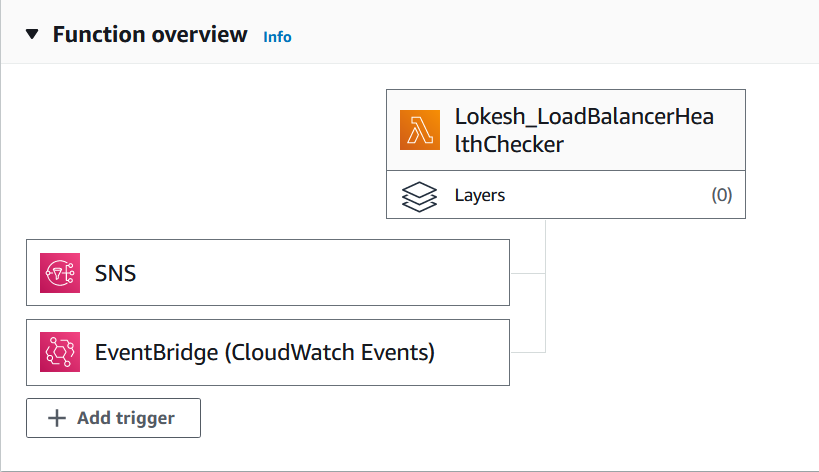 Function overview Info
Lokesh_LoadBalancerHea
lthChecker
Layers (0)
SNS
EventBridge (CloudWatch Events)
Add trigger